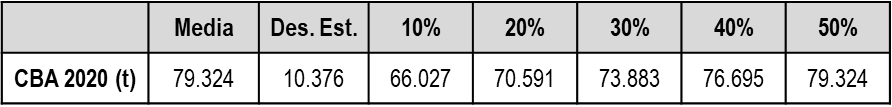 Media Des. Est. 10% 20% 30% 40% 50%
CBA 2020 (t) 79.324 10.376 66.027 70.591 73.883 76.695 79.324